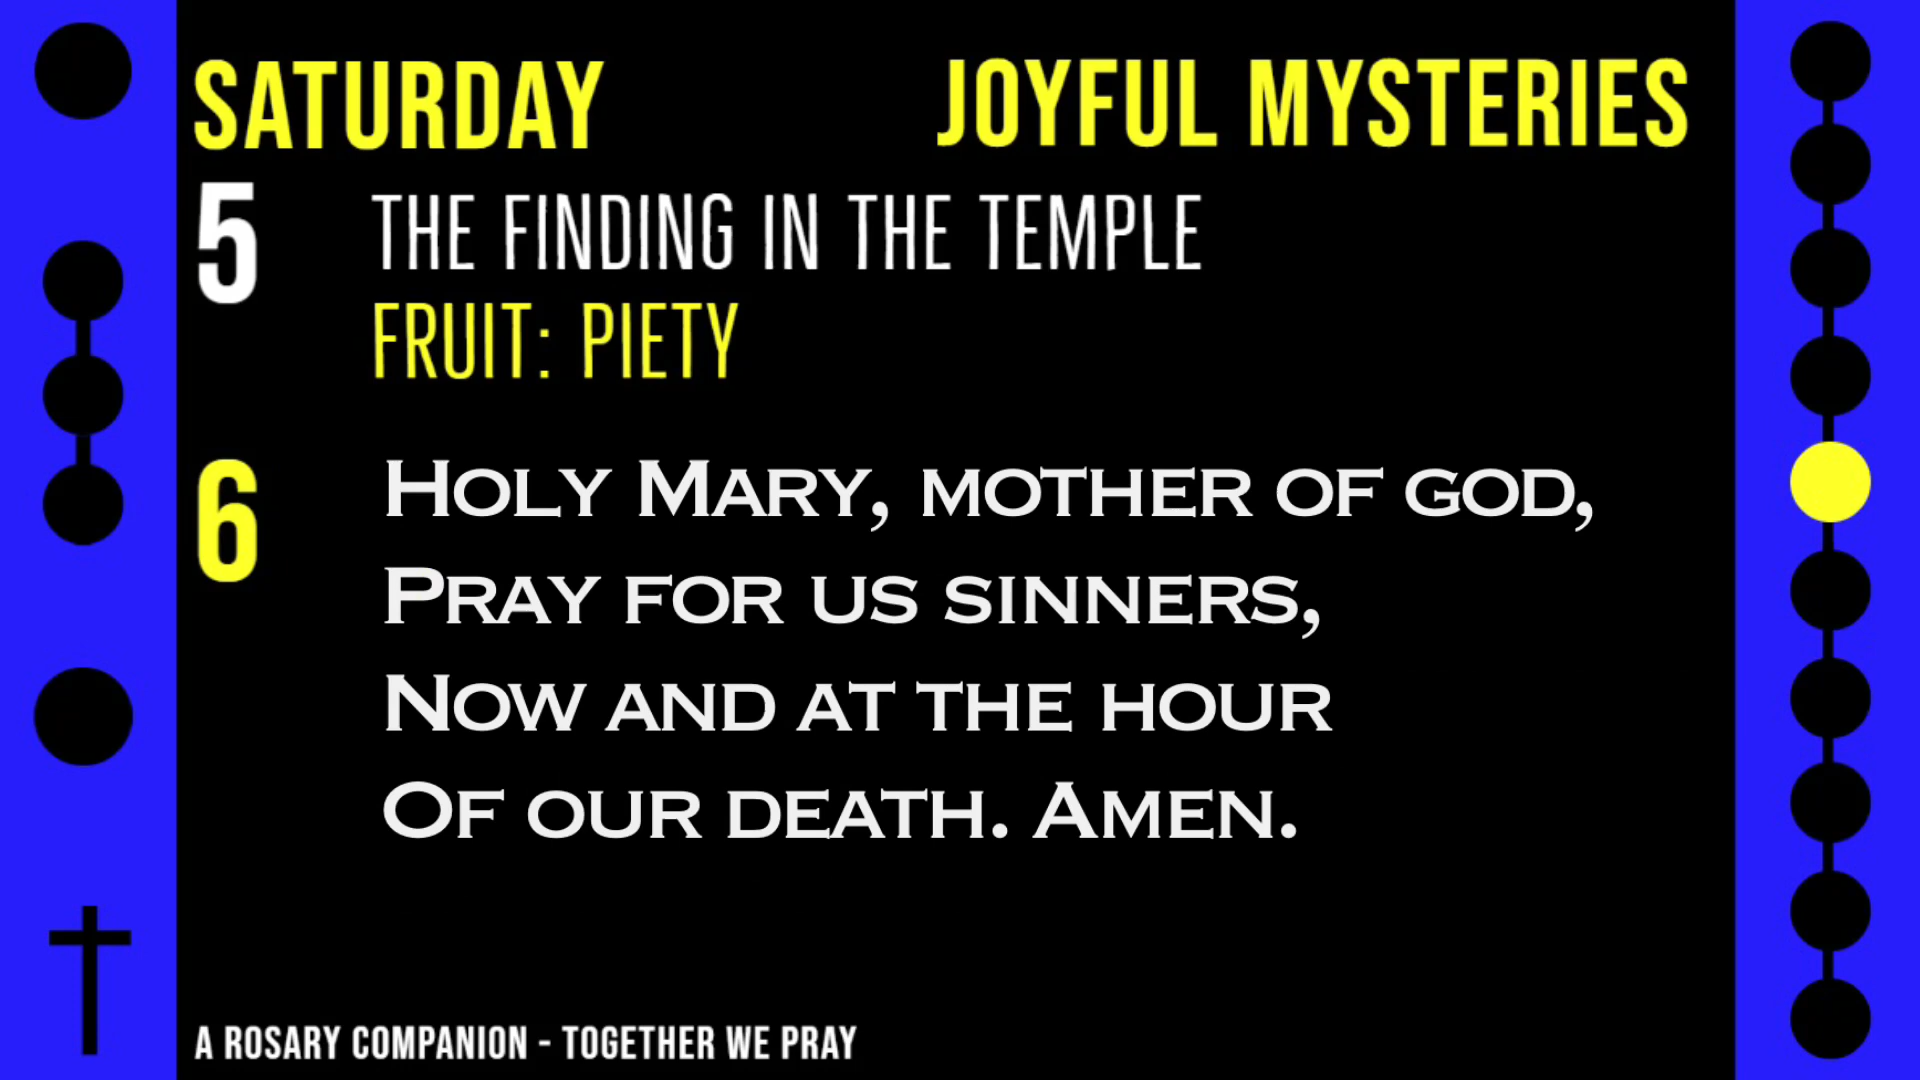 SATURDAY JOYFUL MYSTERIES
5 THE FINDING IN THE TEMPLE
FRUIT: PIETY
6 HOLY MARY, MOTHER OF GOD,
PRAY FOR US SINNERS,
NOW AND AT THE HOUR
OF OUR DEATH. AMEN.
A ROSARY COMPANION - TOGETHER WE PRAY